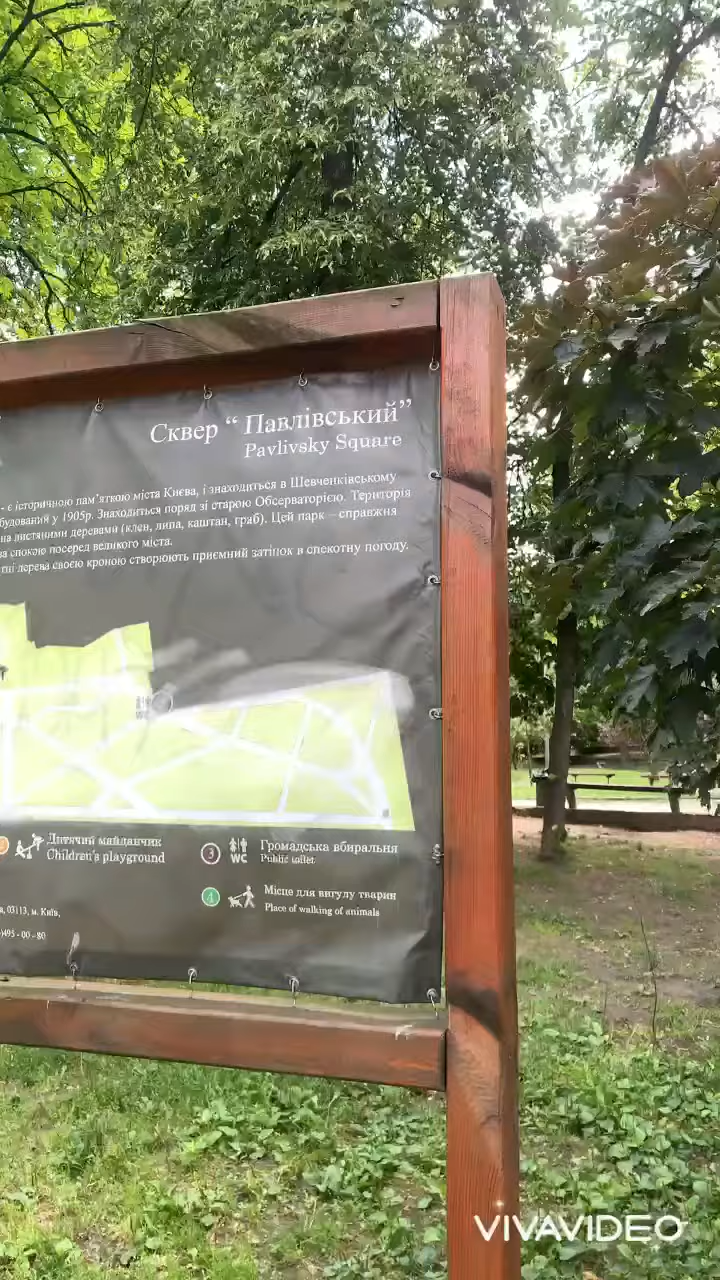 Сквер “ Павлівський”
Pavlivsky Square
- є історичною пам'яткою міста Києва, і знаходиться в Шевченківському
будований у 1905р. Знаходиться поряд зі старою Обсерваторією. Територія
на листяними деревами (клен, липа, каштан, граб). Цей парк – справжня
ва спокою посеред великого міста.
тні дерева своєю кроною створюють приємний затінок в спекотну погоду.
WC
Дитячий майданчик
Children's playground
3
WC
Громадська вбиральня
Public toilet
4
Місце для вигулу тварин
Place of walking of animals
а, 03113, м. Київ,
)495 - 00 - 80
VIVAVIDEO